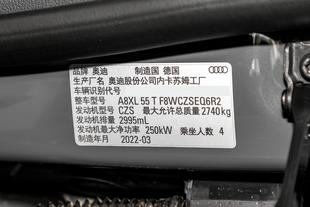 品牌 奥迪 制造国 德国
生产厂名 奥迪股份公司内卡苏姆工厂
车辆识别代号
整车型号 A8XL 55 T F8WCZSEQ6R2
发动机型号 CZS 最大允许总质量 2740kg
发动机排量 2995mL
发动机最大净功率 250kW 乘坐人数 4
制造年月 2022-03